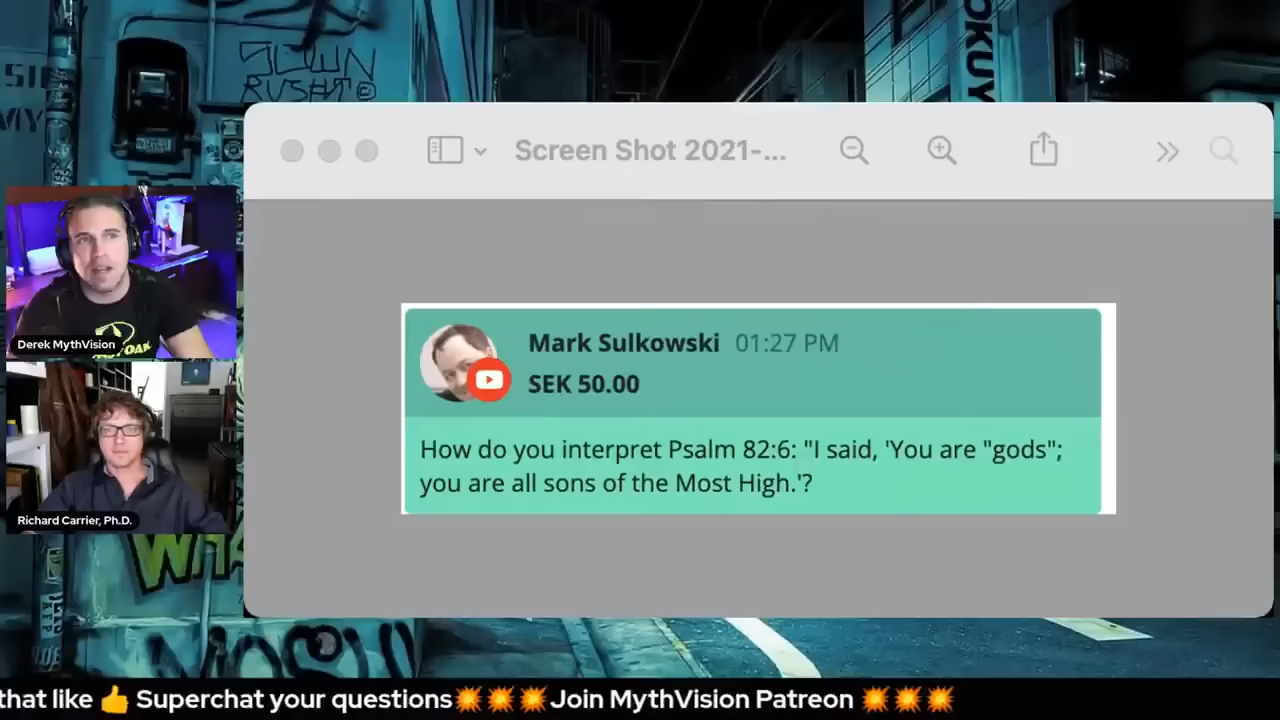 Screen Shot 2021-...
Derek MythVision
Richard Carrier, Ph.D.
Mark Sulkowski 01:27 PM
SEK 50.00
How do you interpret Psalm 82:6: "I said, 'You are "gods";
you are all sons of the Most High.'?
that like 👍 Superchat your questions💥💥💥Join MythVision Patreon 💥💥💥